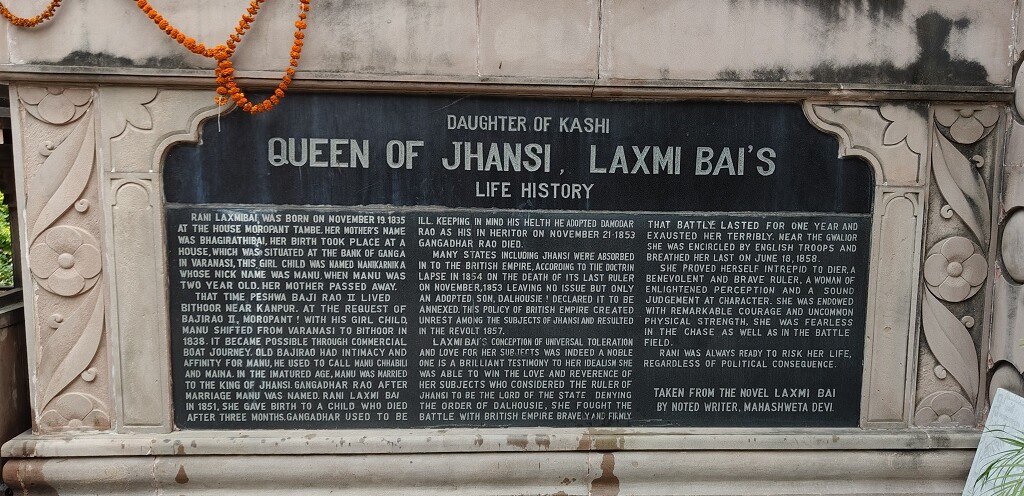 DAUGHTER OF KASHI
QUEEN OF JHANSI, LAXMI BAI'S
LIFE HISTORY
RANI LAXMIBAI, WAS BORN ON NOVEMBER 19.1835
AT THE HOUSE MOROPANT TAMBE. HER MOTHER'S NAME
WAS BHAGIRATHIBAI, HER BIRTH TOOK PLACE AT A
HOUSE, WHICH WAS SITUATED AT THE BANK OF GANGA
IN VARANASI, THIS GIRL CHILD WAS NAMED MANIKARNIKA
WHOSE NICK NAME WAS MANU. WHEN MANU WAS
TWO YEAR OLD. HER MOTHER PASSED AWAY.
THAT TIME PESHWA BAJI RAO II LIVED
BITHOOR NEAR KANPUR. AT THE REQUEST OF
BAJIRAO II, MOROPANT! WITH HIS GIRL CHILD,
MANU SHIFTED FROM VARANASI TO BITHOOR IN
1838. IT BECAME POSSIBLE THROUGH COMMERCIAL
BOAT JOURNEY. OLD BAJIRAO HAD INTIMACY AND
AFFINITY FOR MANU, HE USED TO CALL MANU CHHABILI
AND MAINA. IN THE MATURED AGE, MANU WAS MARRIED
TO THE KING OF JHANSI. GANGADHAR RAO AFTER
MARRIAGE MANU WAS NAMED. RANI LAXMI BAI
IN 1851, SHE GAVE BIRTH TO A CHILD WHO DIED
AFTER THREE MONTHS. GANGADHAR USED TO BE
ILL. KEEPING IN MIND HIS HELTH HE ADOPTED DAMODAR
RAO AS HIS IN HERITOR ON NOVEMBER 21 1853
GANGADHAR RAO DIED.
MANY STATES INCLUDING JHANSI WERE ABSORBED
IN TO THE BRITISH EMPIRE, ACCORDING TO THE DOCTRIN
LAPSE IN 1854 ON THE DEATH OF ITS LAST RULER
ON NOVEMBER,1853 LEAVING NO ISSUE BUT ONLY
AN ADOPTED SON, DALHOUSIE ! DECLARED IT TO BE
ANNEXED. THIS POLICY OF BRITISH EMPIRE CREATED
UNREST AMONG THE SUBJECTS OF JHANSI AND RESULTED
IN THE REVOLT 1857.
LAXMI BAI'S CONCEPTION OF UNIVERSAL TOLERATION
AND LOVE FOR HER SUBJECTS WAS INDEED A NOBLE
ONE IS A BRILLIANT TESTIMONY TO HER IDEALISM SHE
WAS ABLE TO WIN THE LOVE AND REVERENCE OF
HER SUBJECTS WHO CONSIDERED THE RULER OF
JHANSI TO BE THE LORD OF THE STATE DENYING
THE ORDER OF DALHOUSIE, SHE FOUGHT THE
BATTLE WITH BRITISH EMPIRE BRAVELY AND FIRMLY.
THAT BATTLE LASTED FOR ONE YEAR AND
EXAUSTED HER TERRIBLY. NEAR THE GWALIOR
SHE WAS ENCIRCLED BY ENGLISH TROOPS AND
BREATHED HER LAST ON JUNE 18,1858.
SHE PROVED HERSELF INTREPID TO DIER, A
BENEVOLENT AND BRAVE RULER, A WOMAN OF
ENLIGHTENED PERCEPTION AND A SOUND
JUDGEMENT AT CHARACTER. SHE WAS ENDOWED
WITH REMARKABLE COURAGE AND UNCOMMON
PHYSICAL STRENGTH, SHE WAS FEARLESS
IN THE CHASE AS WELL AS IN THE BATTLE
FIELD.
RANI WAS ALWAYS READY TO RISK HER LIFE,
REGARDLESS OF POLITICAL CONSEQUENCE.
TAKEN FROM THE NOVEL LAXMI BAI
BY NOTED WRITER, MAHASHWETA DEVI.